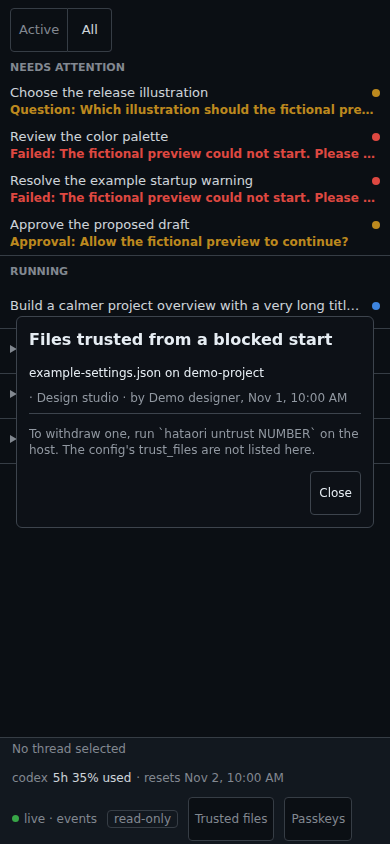 Active All
NEEDS ATTENTION
Choose the release illustration
Question: Which illustration should the fictional pre…
Review the color palette
Failed: The fictional preview could not start. Please …
Resolve the example startup warning
Failed: The fictional preview could not start. Please …
Approve the proposed draft
Approval: Allow the fictional preview to continue?
RUNNING
Build a calmer project overview with a very long titl…
Files trusted from a blocked start
example-settings.json on demo-project
· Design studio · by Demo designer, Nov 1, 10:00 AM
To withdraw one, run `hataori untrust NUMBER` on the
host. The config's trust_files are not listed here.
Close
No thread selected
codex 5h 35% used · resets Nov 2, 10:00 AM
live · events read-only Trusted files Passkeys